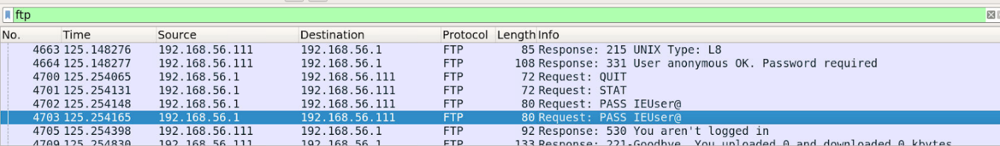 ftp
No. Time Source Destination Protocol Length Info
4663 125.148276 192.168.56.111 192.168.56.1 FTP 85 Response: 215 UNIX Type: L8
4664 125.148277 192.168.56.111 192.168.56.1 FTP 108 Response: 331 User anonymous OK. Password required
4700 125.254065 192.168.56.1 192.168.56.111 FTP 72 Request: QUIT
4701 125.254131 192.168.56.1 192.168.56.111 FTP 72 Request: STAT
4702 125.254148 192.168.56.1 192.168.56.111 FTP 80 Request: PASS IEUser@
4703 125.254165 192.168.56.1 192.168.56.111 FTP 80 Request: PASS IEUser@
4705 125.254398 192.168.56.111 192.168.56.1 FTP 92 Response: 530 You aren't logged in
4709 125.254830 192.168.56.111 192.168.56.1 FTP 133 Response: 221-Goodbye. You uploaded 0 and downloaded 0 kbytes.